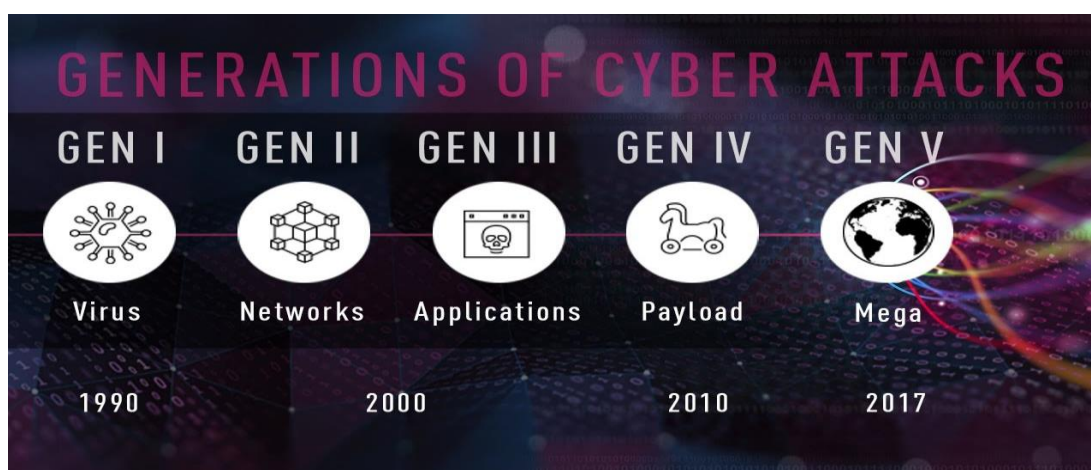 GENERATIONS OF CYBER ATTACKS
GEN I GEN II GEN III GEN IV GEN V
Virus Networks Applications Payload Mega
1990 2000 2010 2017